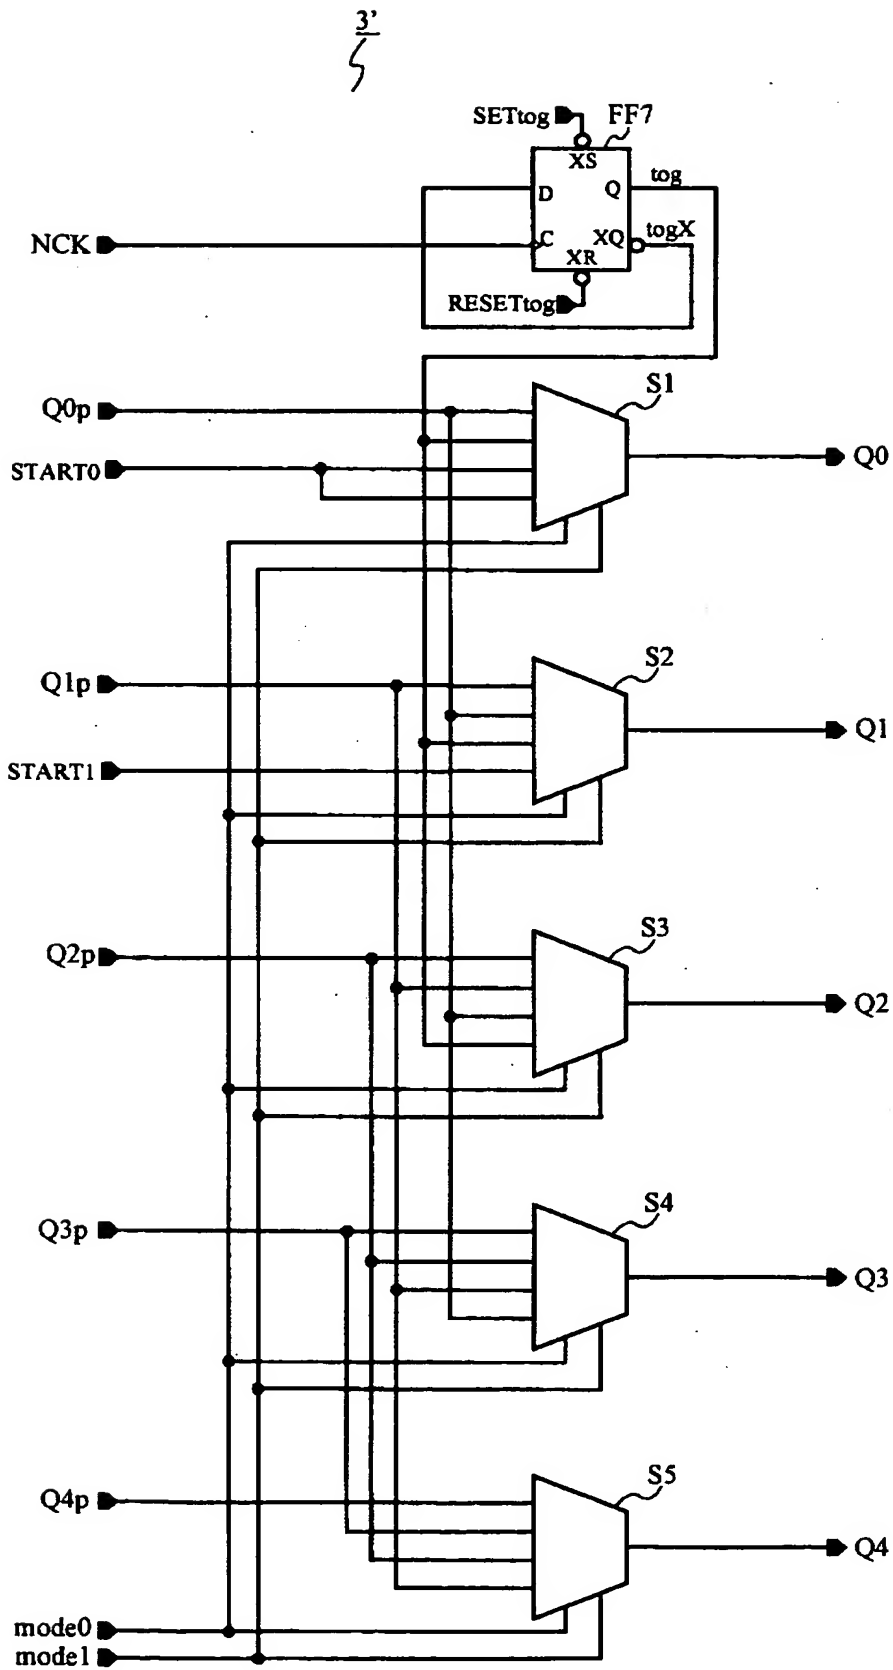 3'
SETtog
FF7
XS
D
Q
tog
NCK
C
XQ
togX
XR
RESETtog
S1
Q0p
Q0
START0
S2
Q1p
Q1
START1
S3
Q2p
Q2
S4
Q3p
Q3
S5
Q4p
Q4
mode0
mode1